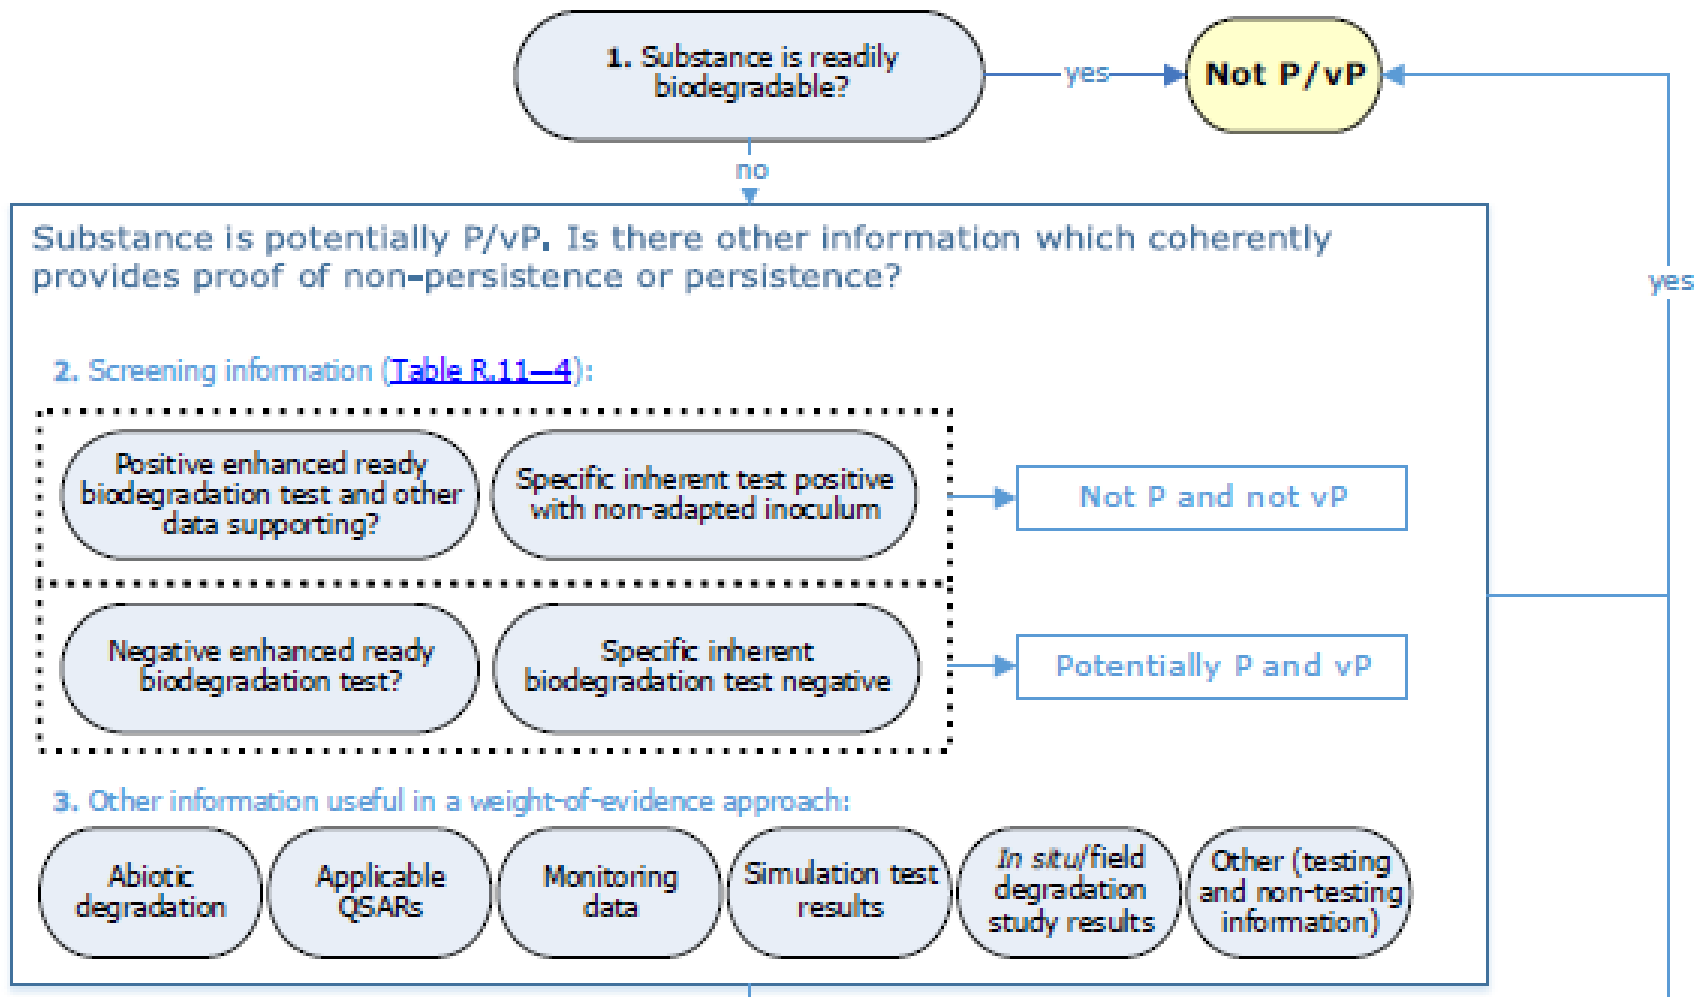 1. Substance is readily
biodegradable?
yes
Not P/vP
no
Substance is potentially P/vP. Is there other information which coherently
provides proof of non-persistence or persistence?
yes
2. Screening information (Table R.11—4):
Positive enhanced ready
biodegradation test and other
data supporting?
Specific inherent test positive
with non-adapted inoculum
Not P and not vP
Negative enhanced ready
biodegradation test?
Specific inherent
biodegradation test negative
Potentially P and vP
3. Other information useful in a weight-of-evidence approach:
Abiotic
degradation
Applicable
QSARs
Monitoring
data
Simulation test
results
In situ/field
degradation
study results
Other (testing
and non-testing
information)